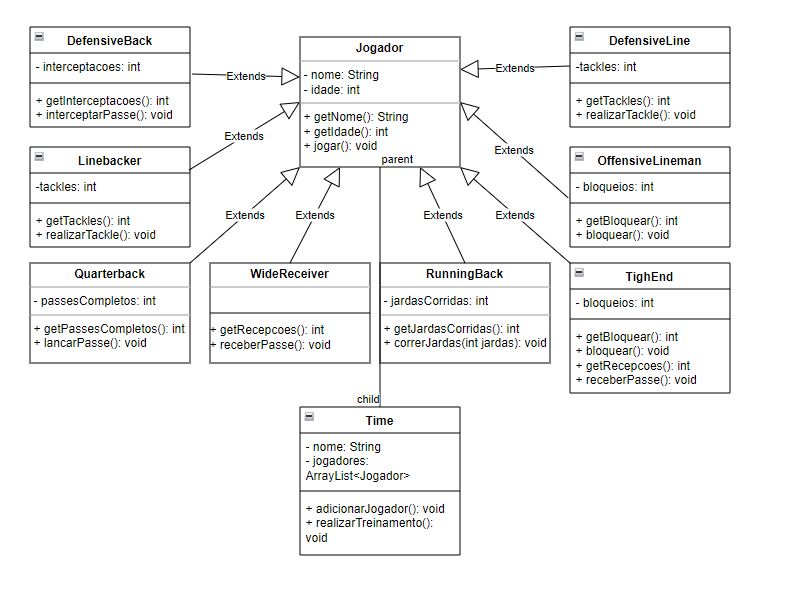 DefensiveBack
- interceptacoes: int
+ getInterceptacoes(): int
+ interceptarPasse(): void
Extends
Jogador
- nome: String
- idade: int
+ getNome(): String
+ getIdade(): int
+ jogar(): void
parent
Extends
DefensiveLine
-tackles: int
+ getTackles(): int
+ realizarTackle(): void
Linebacker
-tackles: int
+ getTackles(): int
+ realizarTackle(): void
Extends
Extends
OffensiveLineman
- bloqueios: int
+ getBloquear(): int
+ bloquear(): void
Extends
Extends
Extends
Extends
Quarterback
- passesCompletos: int
+ getPassesCompletos(): int
+ lancarPasse(): void
WideReceiver
+ getRecepcoes(): int
+ receberPasse(): void
RunningBack
- jardasCorridas: int
+ getJardasCorridas(): int
+ correrJardas(int jardas): void
TighEnd
- bloqueios: int
+ getBloquear(): int
+ bloquear(): void
+ getRecepcoes(): int
+ receberPasse(): void
child
Time
- nome: String
- jogadores:
ArrayList<Jogador>
+ adicionarJogador(): void
+ realizarTreinamento():
void